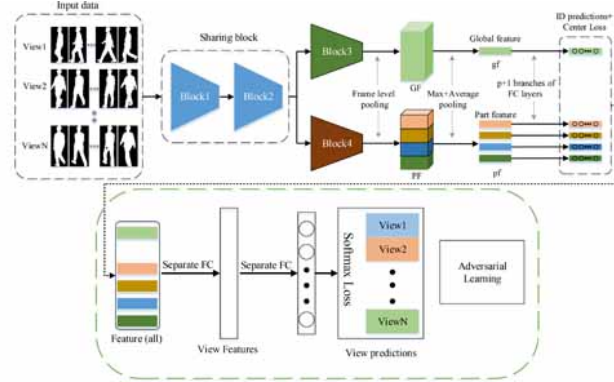 Input data
View1
View2
ViewN
Sharing block
Block1
Block2
Block3
Block4
Frame level
pooling
GF
PF
Max+Average
pooling
Global feature
gf
Part feature
pf
p+1 branches of
FC layers
ID predictions+
Center Loss
Feature (all)
Separate FC
View Features
Separate FC
Softmax Loss
View1
View2
ViewN
View predictions
Adversarial
Learning